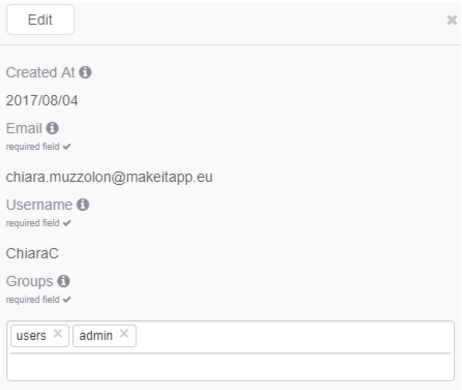 Edit
Created At
2017/08/04
Email
required field
chiara.muzzolon@makeitapp.eu
Username
required field
ChiaraC
Groups
required field
users admin